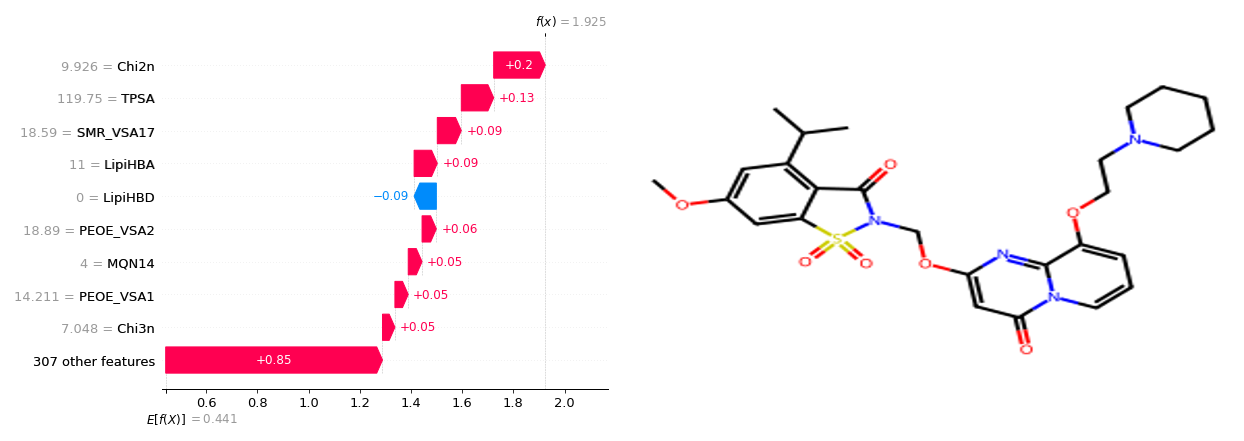 f(x) = 1.925
9.926 = Chi2n
+0.2
119.75 = TPSA
+0.13
18.59 = SMR_VSA17
+0.09
11 = LipiHBA
+0.09
0 = LipiHBD
−0.09
18.89 = PEOE_VSA2
+0.06
4 = MQN14
+0.05
14.211 = PEOE_VSA1
+0.05
7.048 = Chi3n
+0.05
307 other features
+0.85
0.6 0.8 1.0 1.2 1.4 1.6 1.8 2.0
E[f(X)] = 0.441
O
O
N
S
O
O
O
N
N
O
O
N